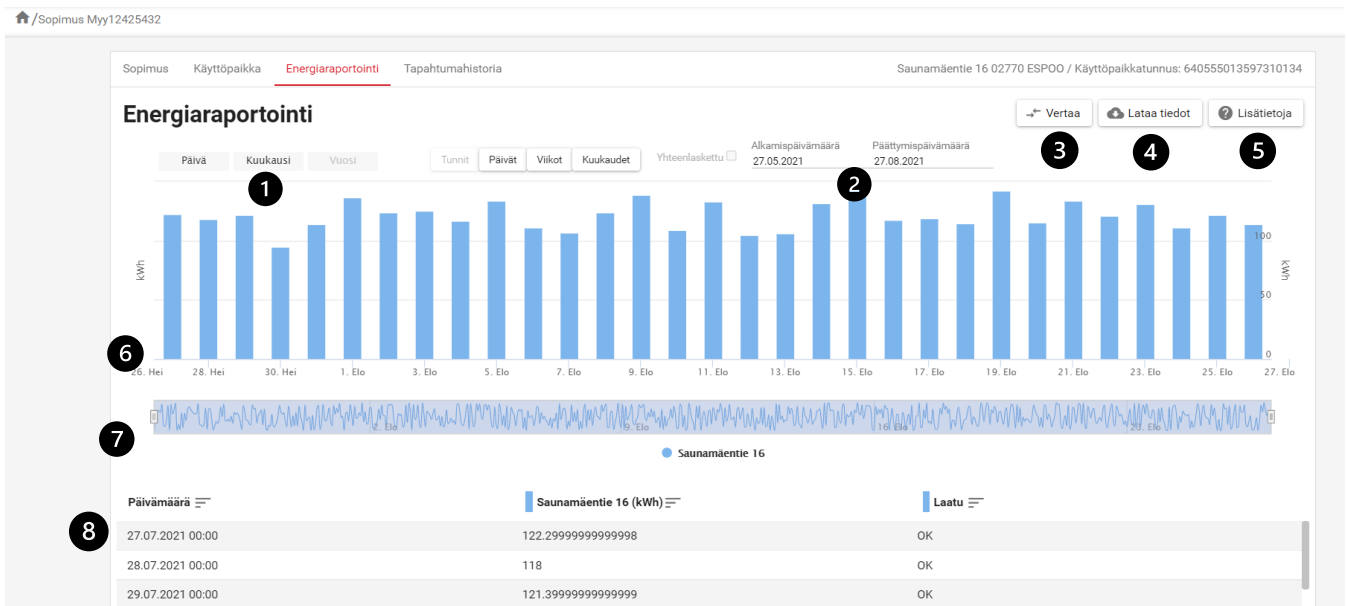 /Sopimus Myy12425432
Sopimus Käyttöpaikka Energiaraportointi Tapahtumahistoria Saunamäentie 16 02770 ESPOO / Käyttöpaikkatunnus: 640555013597310134
Energiaraportointi Vertaa Lataa tiedot ? Lisätietoja
3 4 5
Alkamispäivämäärä Päättymispäivämäärä
Päivä Kuukausi Vuosi Tunnit Päivät Viikot Kuukaudet Yhteenlaskettu 27.05.2021 27.08.2021
1 2
100
kWh kWh
50
6 0
26. Hei 28. Hei 30. Hei 1. Elo 3. Elo 5. Elo 7. Elo 9. Elo 11. Elo 13. Elo 15. Elo 17. Elo 19. Elo 21. Elo 23. Elo 25. Elo 27. Elo
2. Elo 9. Elo 16. Elo 23. Elo
7
Saunamäentie 16
Päivämäärä Saunamäentie 16 (kWh) Laatu
8
27.07.2021 00:00 122.29999999999998 OK
28.07.2021 00:00 118 OK
29.07.2021 00:00 121.39999999999999 OK